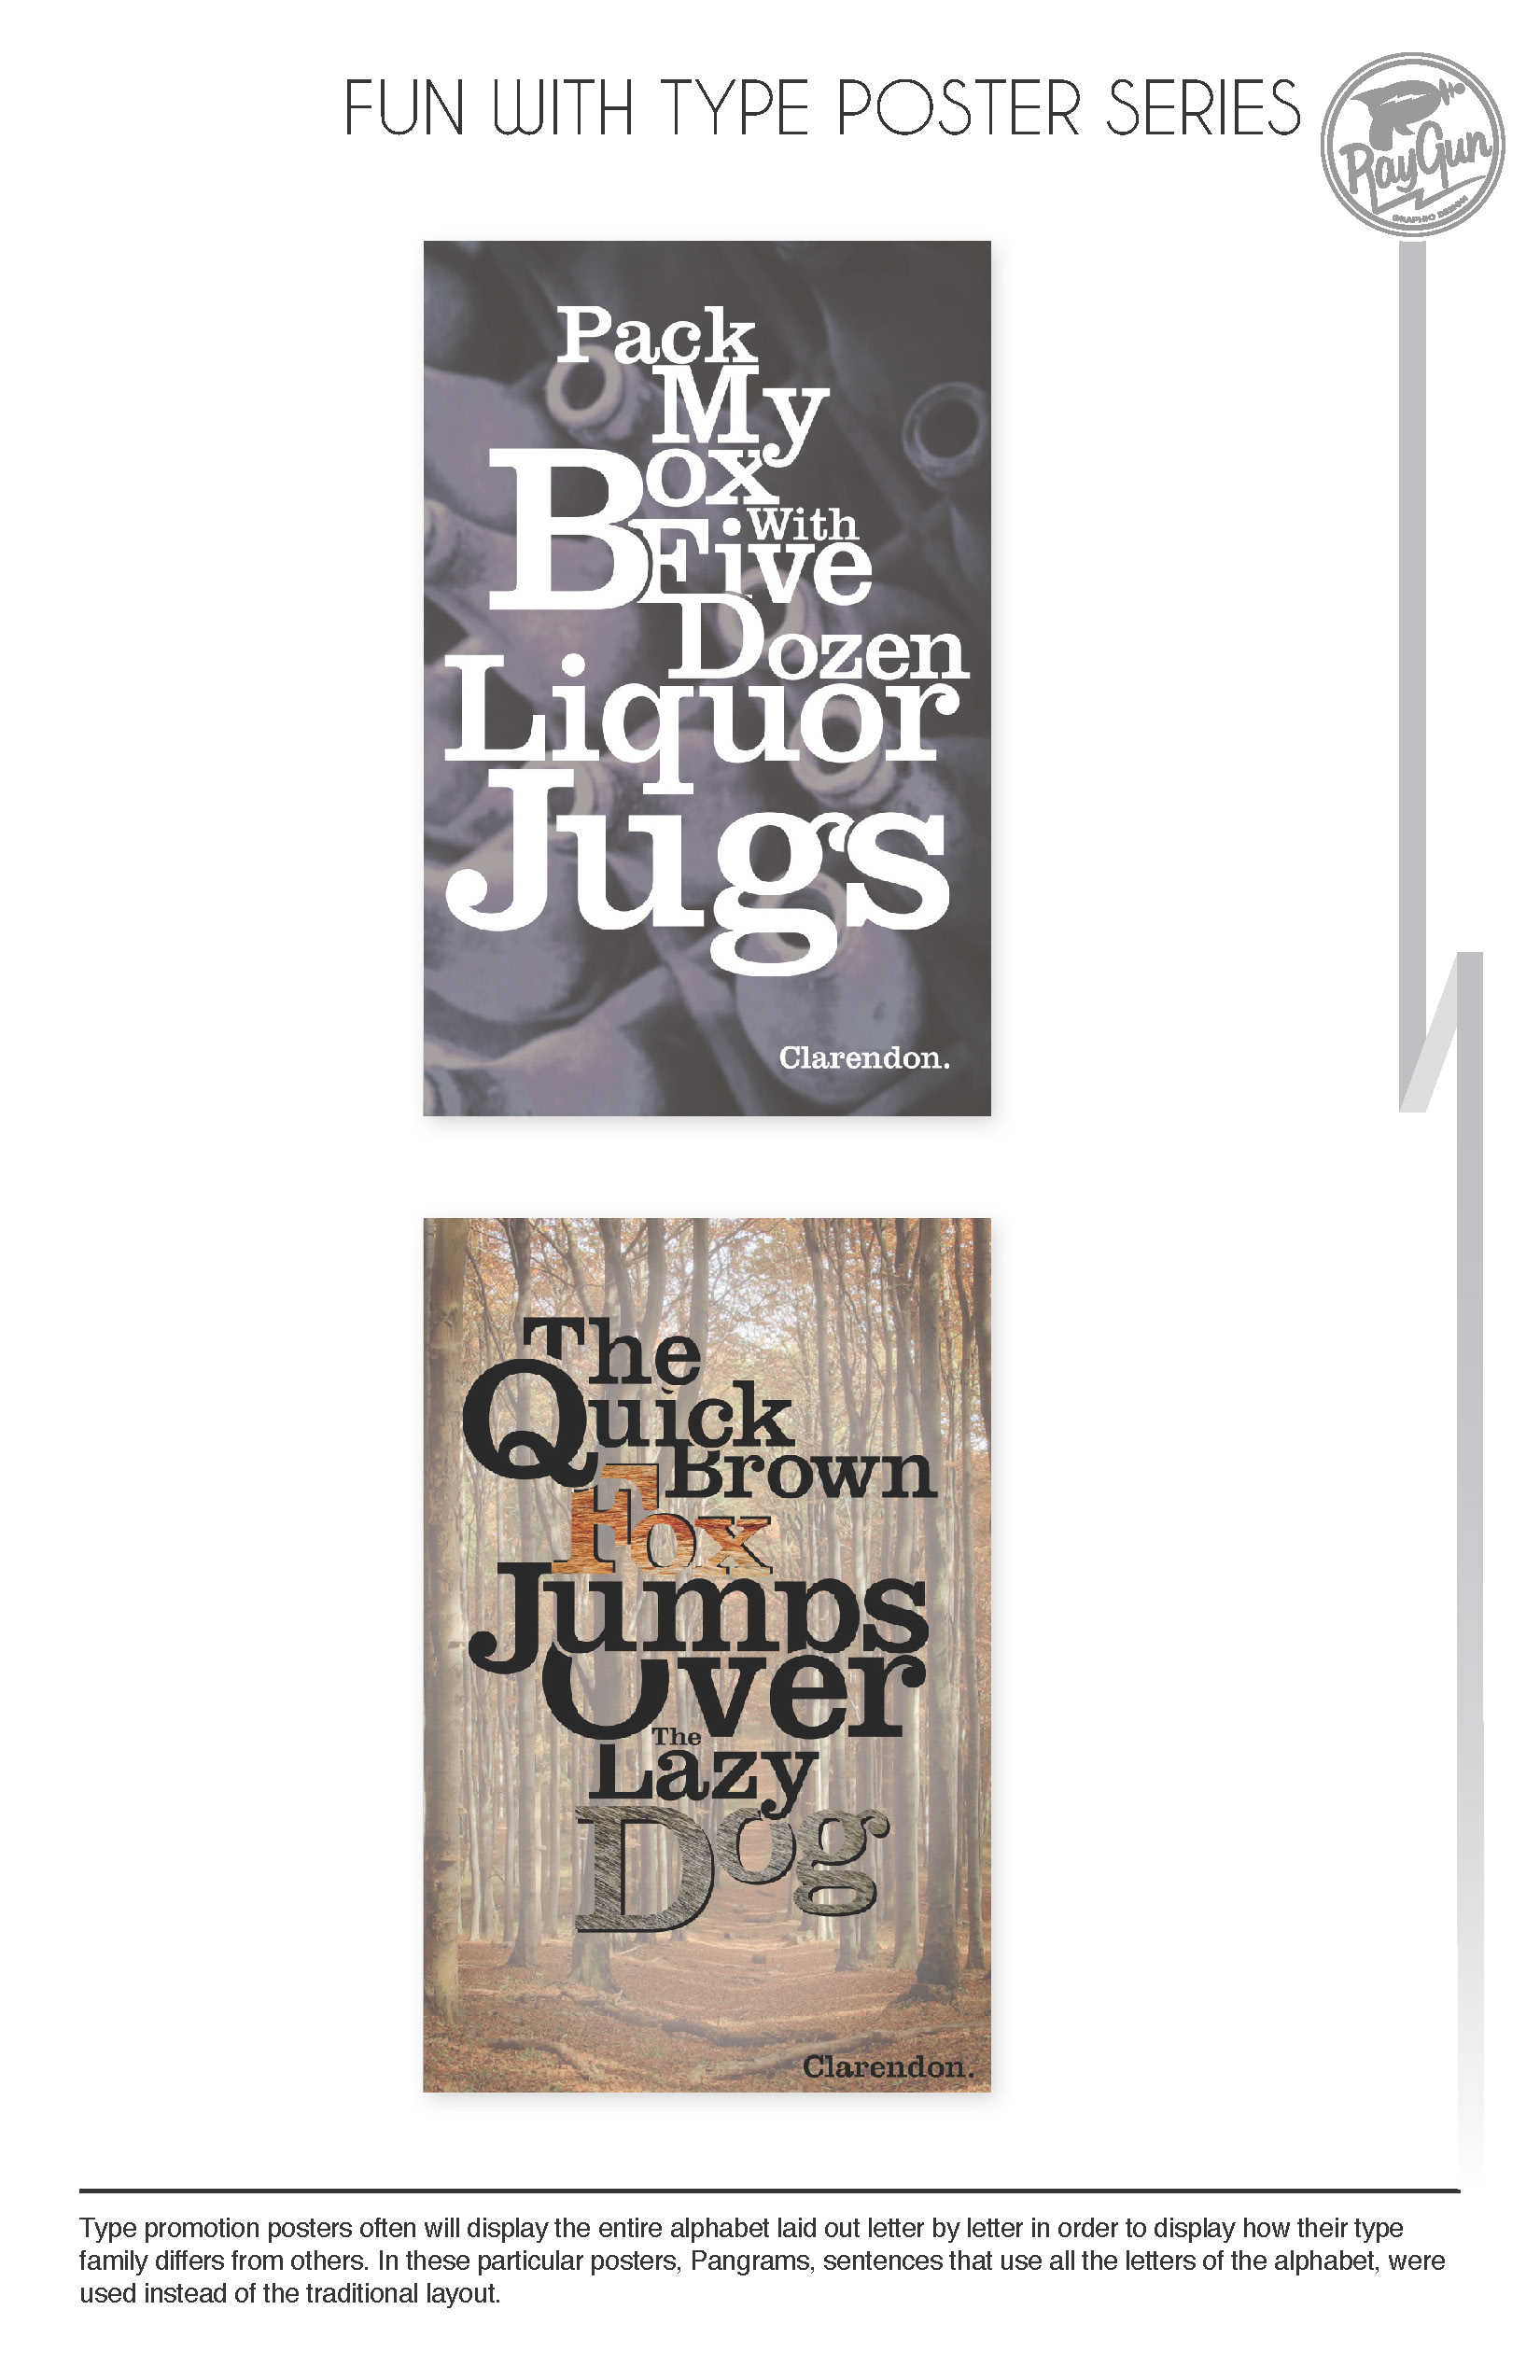 FUN WITH TYPE POSTER SERIES
RayGun
GRAPHIC DESIGN
Pack
My
Box
With
Five
Dozen
Liquor
Jugs
Clarendon.
The
Quick
Brown
Fox
Jumps
Over
The
Lazy
Dog
Clarendon.
Type promotion posters often will display the entire alphabet laid out letter by letter in order to display how their type
family differs from others. In these particular posters, Pangrams, sentences that use all the letters of the alphabet, were
used instead of the traditional layout.